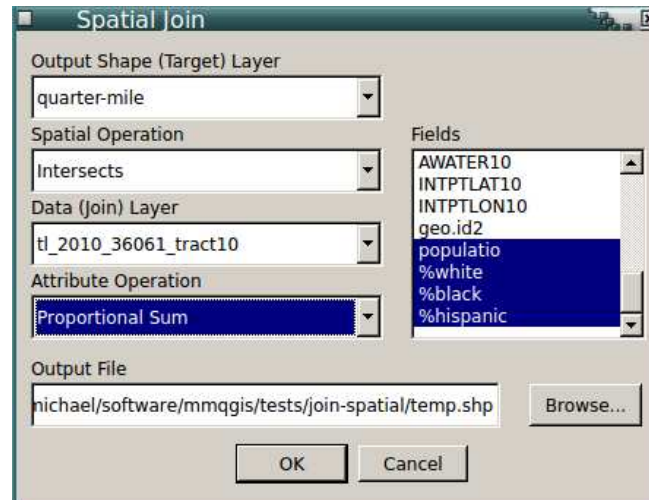 Spatial Join
Output Shape (Target) Layer
quarter-mile
Spatial Operation
Intersects
Data (Join) Layer
tl_2010_36061_tract10
Attribute Operation
Proportional Sum
Fields
AWATER10
INTPTLAT10
INTPTLON10
geo.id2
populatio
%white
%black
%hispanic
Output File
nichael/software/mmqgis/tests/join-spatial/temp.shp
Browse...
OK
Cancel